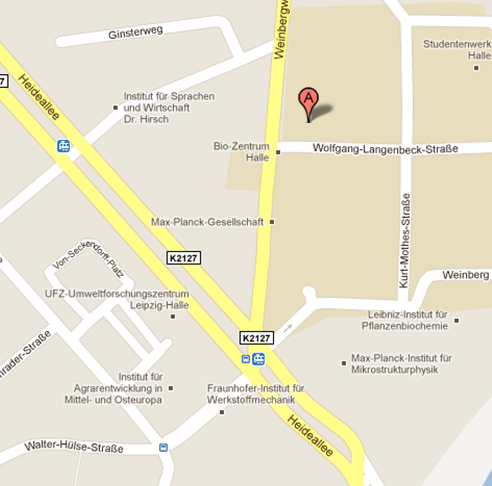 Ginsterweg
Weinbergw
Studentenwerk
Halle
Heideallee
7
Institut für Sprachen
und Wirtschaft
Dr. Hirsch
A
Bio-Zentrum
Halle
Wolfgang-Langenbeck-Straße
Max-Planck-Gesellschaft
Kurt-Mothes-Straße
Von-Seckendorff-Platz
K2127
Weinberg
UFZ-Umweltforschungszentrum
Leipzig-Halle
Leibniz-Institut für
Pflanzenbiochemie
K2127
hrader-Straße
Max-Planck-Institut für
Mikrostrukturphysik
Institut für
Agrarentwicklung in
Mittel- und Osteuropa
Fraunhofer-Institut für
Werkstoffmechanik
Heideallee
Walter-Hülse-Straße